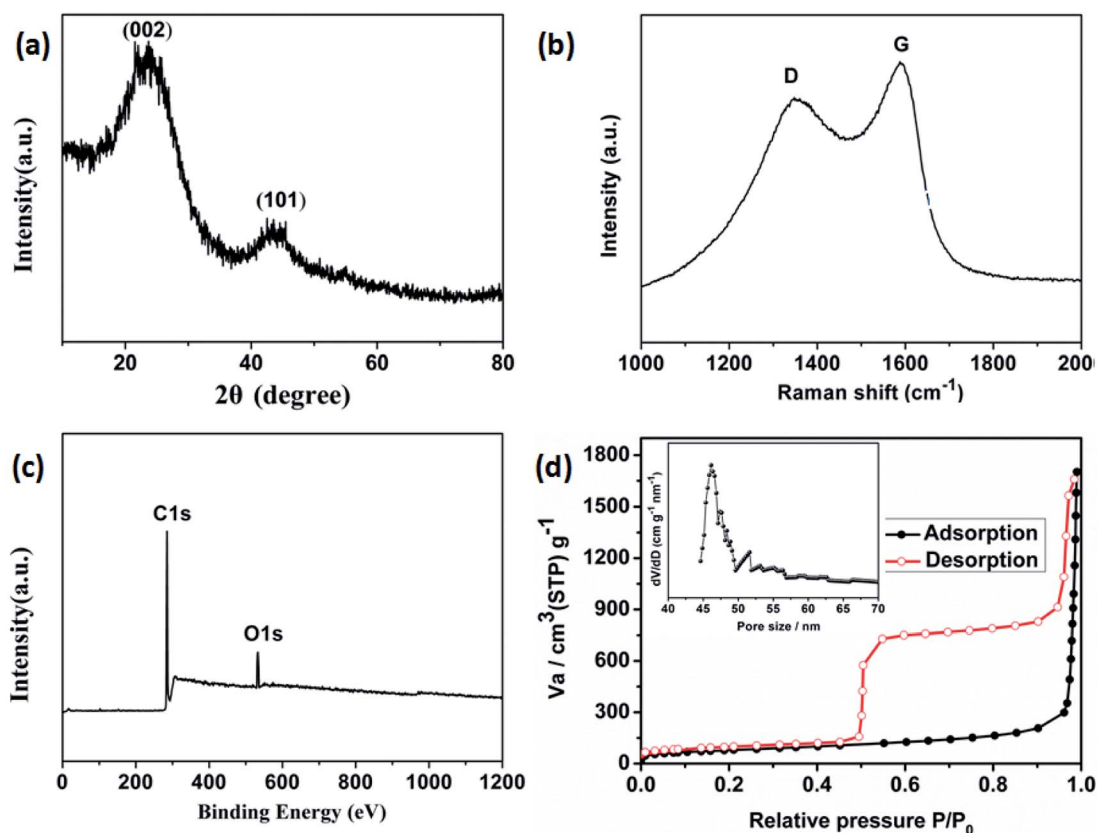 (a)
(002)
(101)
Intensity(a.u.)
20 40 60 80
2θ (degree)
(b)
D
G
Intensity (a.u.)
1000 1200 1400 1600 1800 2000
Raman shift (cm⁻¹)
(c)
C1s
O1s
Intensity(a.u.)
0 200 400 600 800 1000 1200
Binding Energy (eV)
(d)
1800
1500
1200
900
600
300
0
Va / cm³(STP) g⁻¹
dV/dD (cm g⁻¹ nm⁻¹)
40 45 50 55 60 65 70
Pore size / nm
Adsorption
Desorption
0.0 0.2 0.4 0.6 0.8 1.0
Relative pressure P/P₀